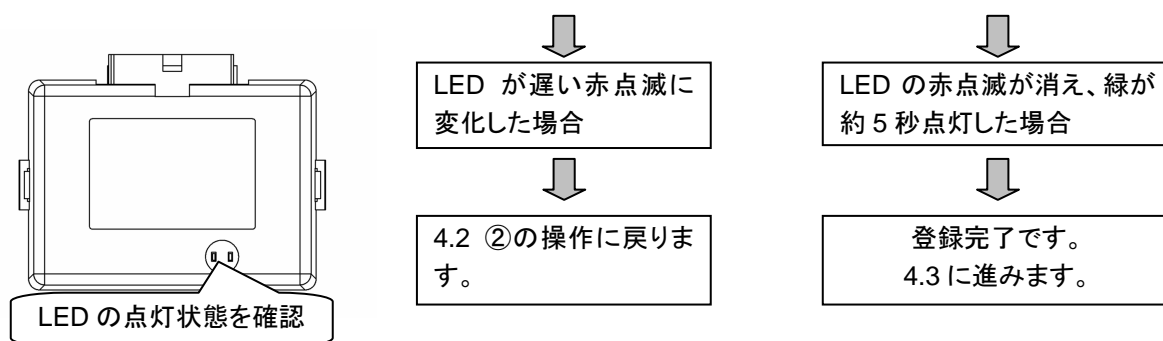 LED が遅い赤点滅に
変化した場合
4.2 ②の操作に戻りま
す。
LED の赤点滅が消え、緑が
約 5 秒点灯した場合
登録完了です。
4.3 に進みます。
LED の点灯状態を確認